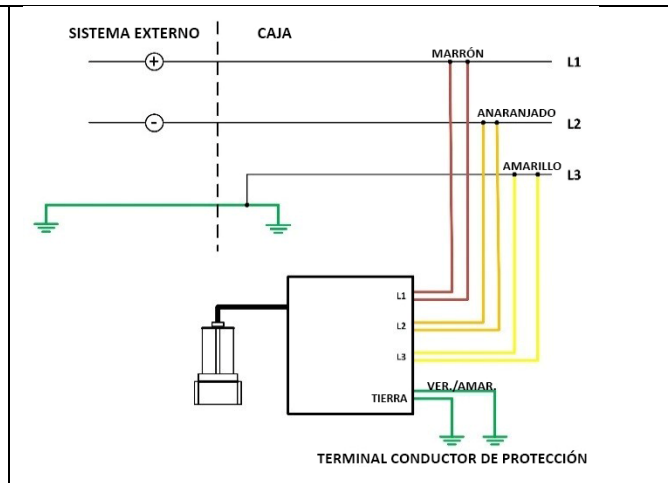 SISTEMA EXTERNO
CAJA
MARRÓN
+
L1
-
ANARANJADO
L2
AMARILLO
L3
L1
L2
L3
VER./AMAR.
TIERRA
TERMINAL CONDUCTOR DE PROTECCIÓN